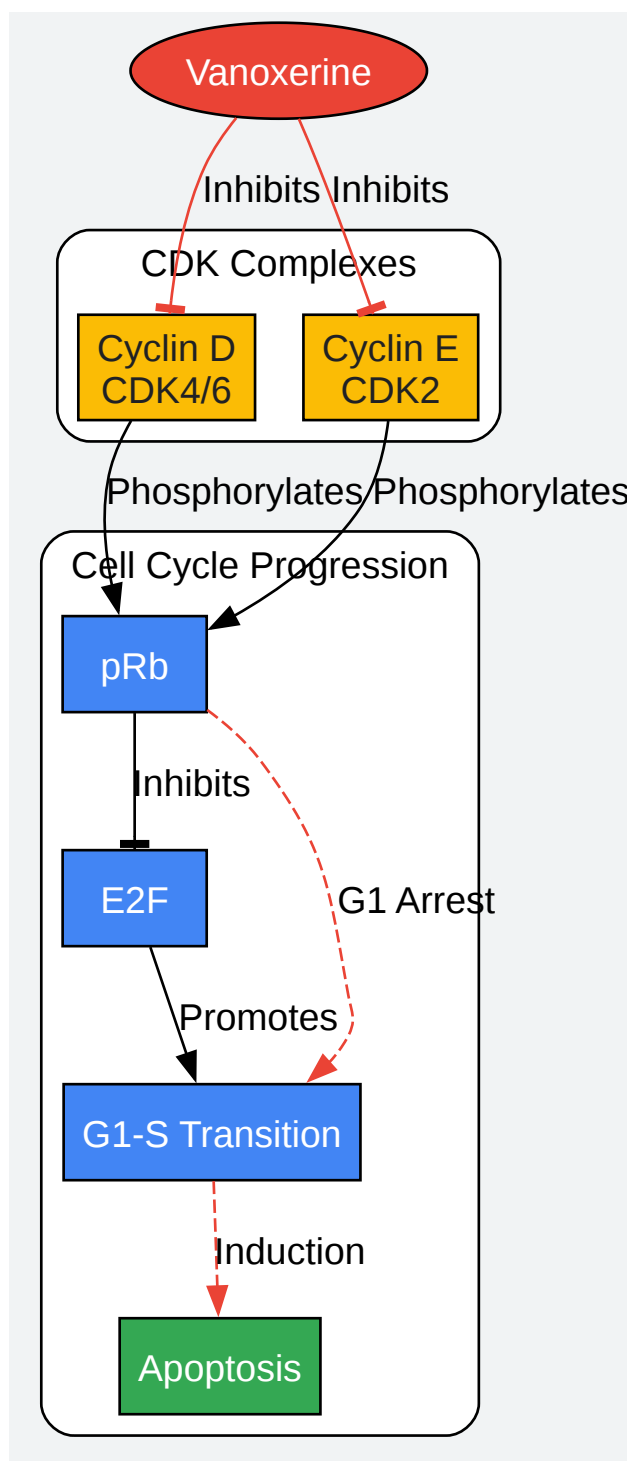 Vanoxerine
Inhibits
Inhibits
CDK Complexes
Cyclin D
CDK4/6
Cyclin E
CDK2
Phosphorylates
Phosphorylates
Cell Cycle Progression
pRb
Inhibits
E2F
G1 Arrest
Promotes
G1-S Transition
Induction
Apoptosis